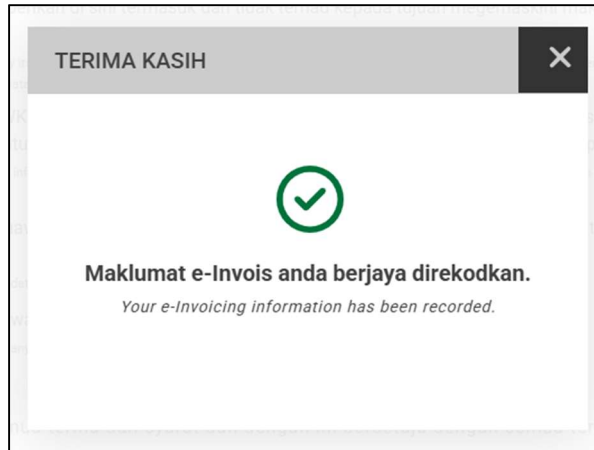 TERIMA KASIH
Maklumat e-Invois anda berjaya direkodkan.
Your e-Invoicing information has been recorded.